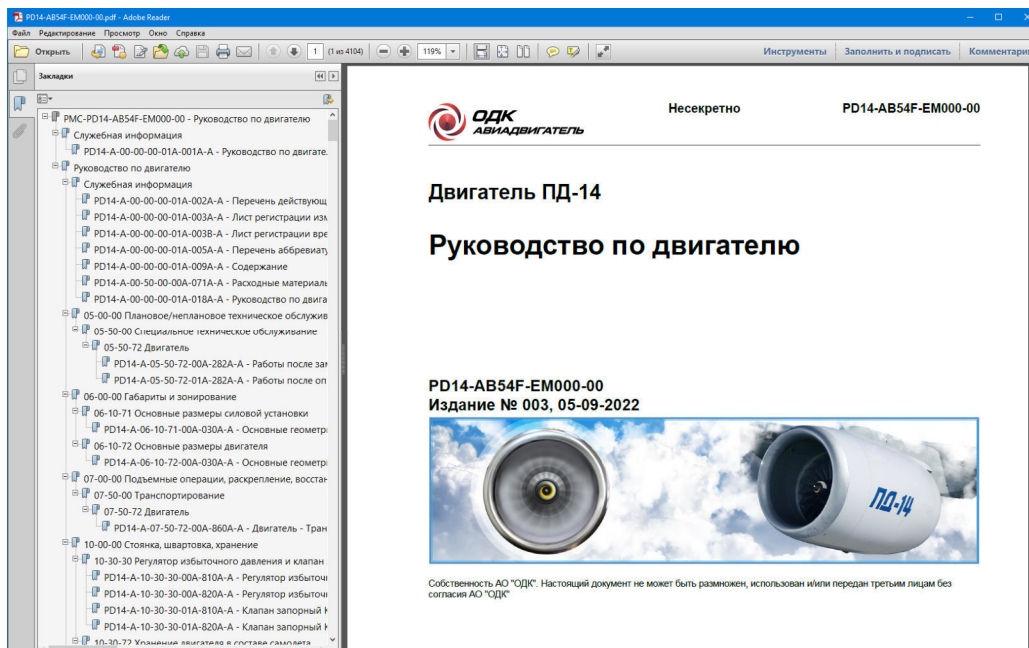 PD14-AB54F-EM000-00.pdf - Adobe Reader
Файл Редактирование Просмотр Окно Справка
Открыть 1 (1 из 4104) 119% Инструменты Заполнить и подписать Комментари
Закладки
PMC-PD14-AB54F-EM000-00 - Руководство по двигателю
Служебная информация
PD14-A-00-00-00-01A-001A-A - Руководство по двигате.
Руководство по двигателю
Служебная информация
PD14-A-00-00-00-01A-002A-A - Перечень действующ
PD14-A-00-00-00-01A-003A-A - Лист регистрации изм
PD14-A-00-00-00-01A-003B-A - Лист регистрации вре
PD14-A-00-00-00-01A-005A-A - Перечень аббревиату
PD14-A-00-00-00-01A-009A-A - Содержание
PD14-A-00-50-00-00A-071A-A - Расходные материаль
PD14-A-00-00-00-01A-018A-A - Руководство по двига
05-00-00 Плановое/неплановое техническое обслужив
05-50-00 Специальное техническое обслуживание
05-50-72 Двигатель
PD14-A-05-50-72-00A-282A-A - Работы после заг
PD14-A-05-50-72-01A-282A-A - Работы после оп
06-00-00 Габариты и зонирование
06-10-71 Основные размеры силовой установки
PD14-A-06-10-71-00A-030A-A - Основные геометр
06-10-72 Основные размеры двигателя
PD14-A-06-10-72-00A-030A-A - Основные геометр
07-00-00 Подъемные операции, раскрепление, восстан
07-50-00 Транспортирование
07-50-72 Двигатель
PD14-A-07-50-72-00A-860A-A - Двигатель - Тран
10-00-00 Стоянка, швартовка, хранение
10-30-30 Регулятор избыточного давления и клапан
PD14-A-10-30-30-00A-810A-A - Регулятор избыточ
PD14-A-10-30-30-00A-820A-A - Регулятор избыточ
PD14-A-10-30-30-01A-810A-A - Клапан запорный К
PD14-A-10-30-30-01A-820A-A - Клапан запорный К
10-30-72 Хранение двигателя в составе самолета
ОДК
АВИАДВИГАТЕЛЬ
Несекретно
PD14-AB54F-EM000-00
Двигатель ПД-14
Руководство по двигателю
PD14-AB54F-EM000-00
Издание № 003, 05-09-2022
ПД-14
Собственность АО "ОДК". Настоящий документ не может быть размножен, использован и/или передан третьим лицам без
согласия АО "ОДК"